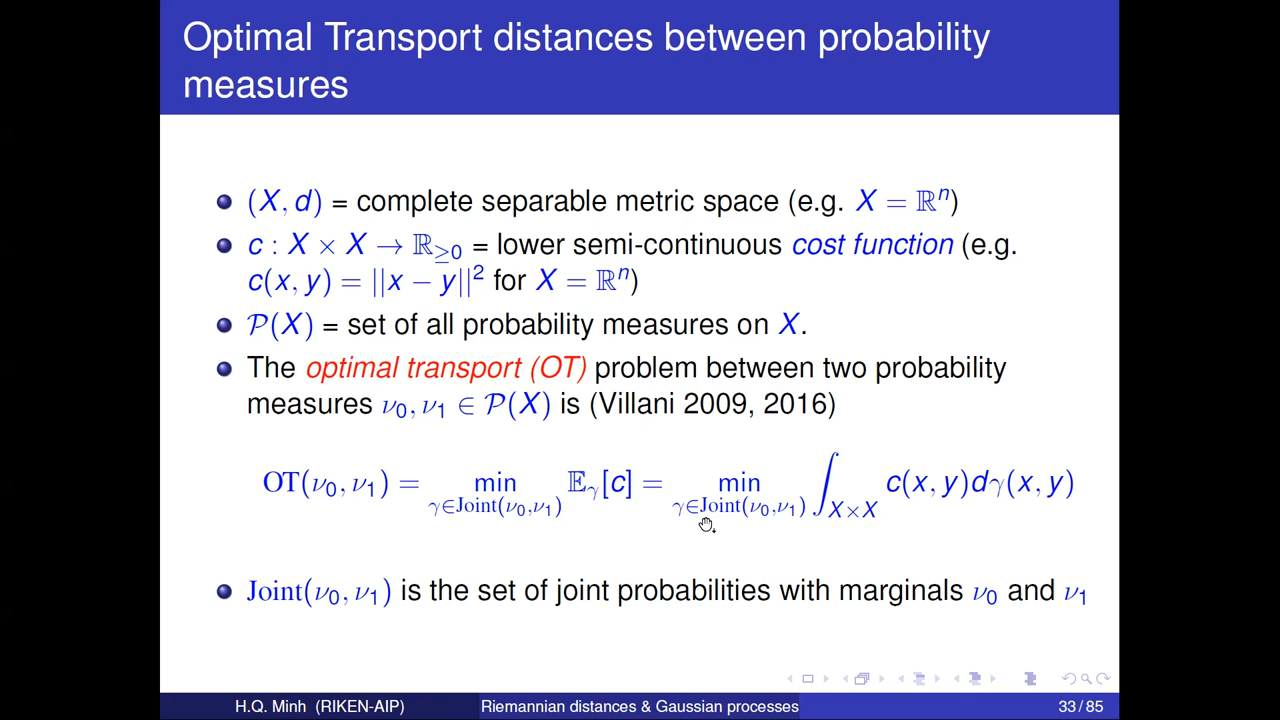 Optimal Transport distances between probability
measures
(X, d) = complete separable metric space (e.g. X = ℝⁿ)
c : X × X → ℝ≥0 = lower semi-continuous cost function (e.g.
c(x, y) = ||x − y||² for X = ℝⁿ)
𝒫(X) = set of all probability measures on X.
The optimal transport (OT) problem between two probability
measures ν₀, ν₁ ∈ 𝒫(X) is (Villani 2009, 2016)
OT(ν₀, ν₁) = min_{γ∈Joint(ν₀,ν₁)} 𝔼_γ[c] = min_{γ∈Joint(ν₀,ν₁)} ∫_{X×X} c(x, y)dγ(x, y)
Joint(ν₀, ν₁) is the set of joint probabilities with marginals ν₀ and ν₁
H.Q. Minh (RIKEN-AIP) Riemannian distances & Gaussian processes 33 / 85